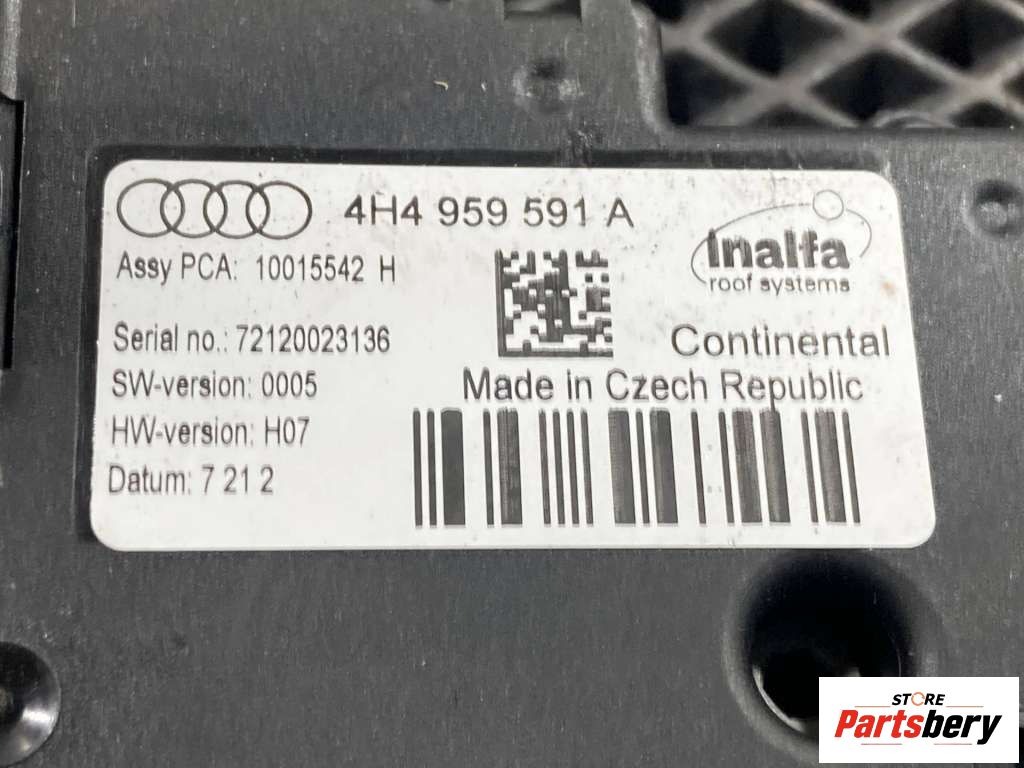 4H4 959 591 A
Inalfa
roof systems
Assy PCA: 10015542 H
Serial no.: 72120023136
SW-version: 0005
HW-version: H07
Datum: 7 21 2
Continental
Made in Czech Republic
STORE
Partsbery